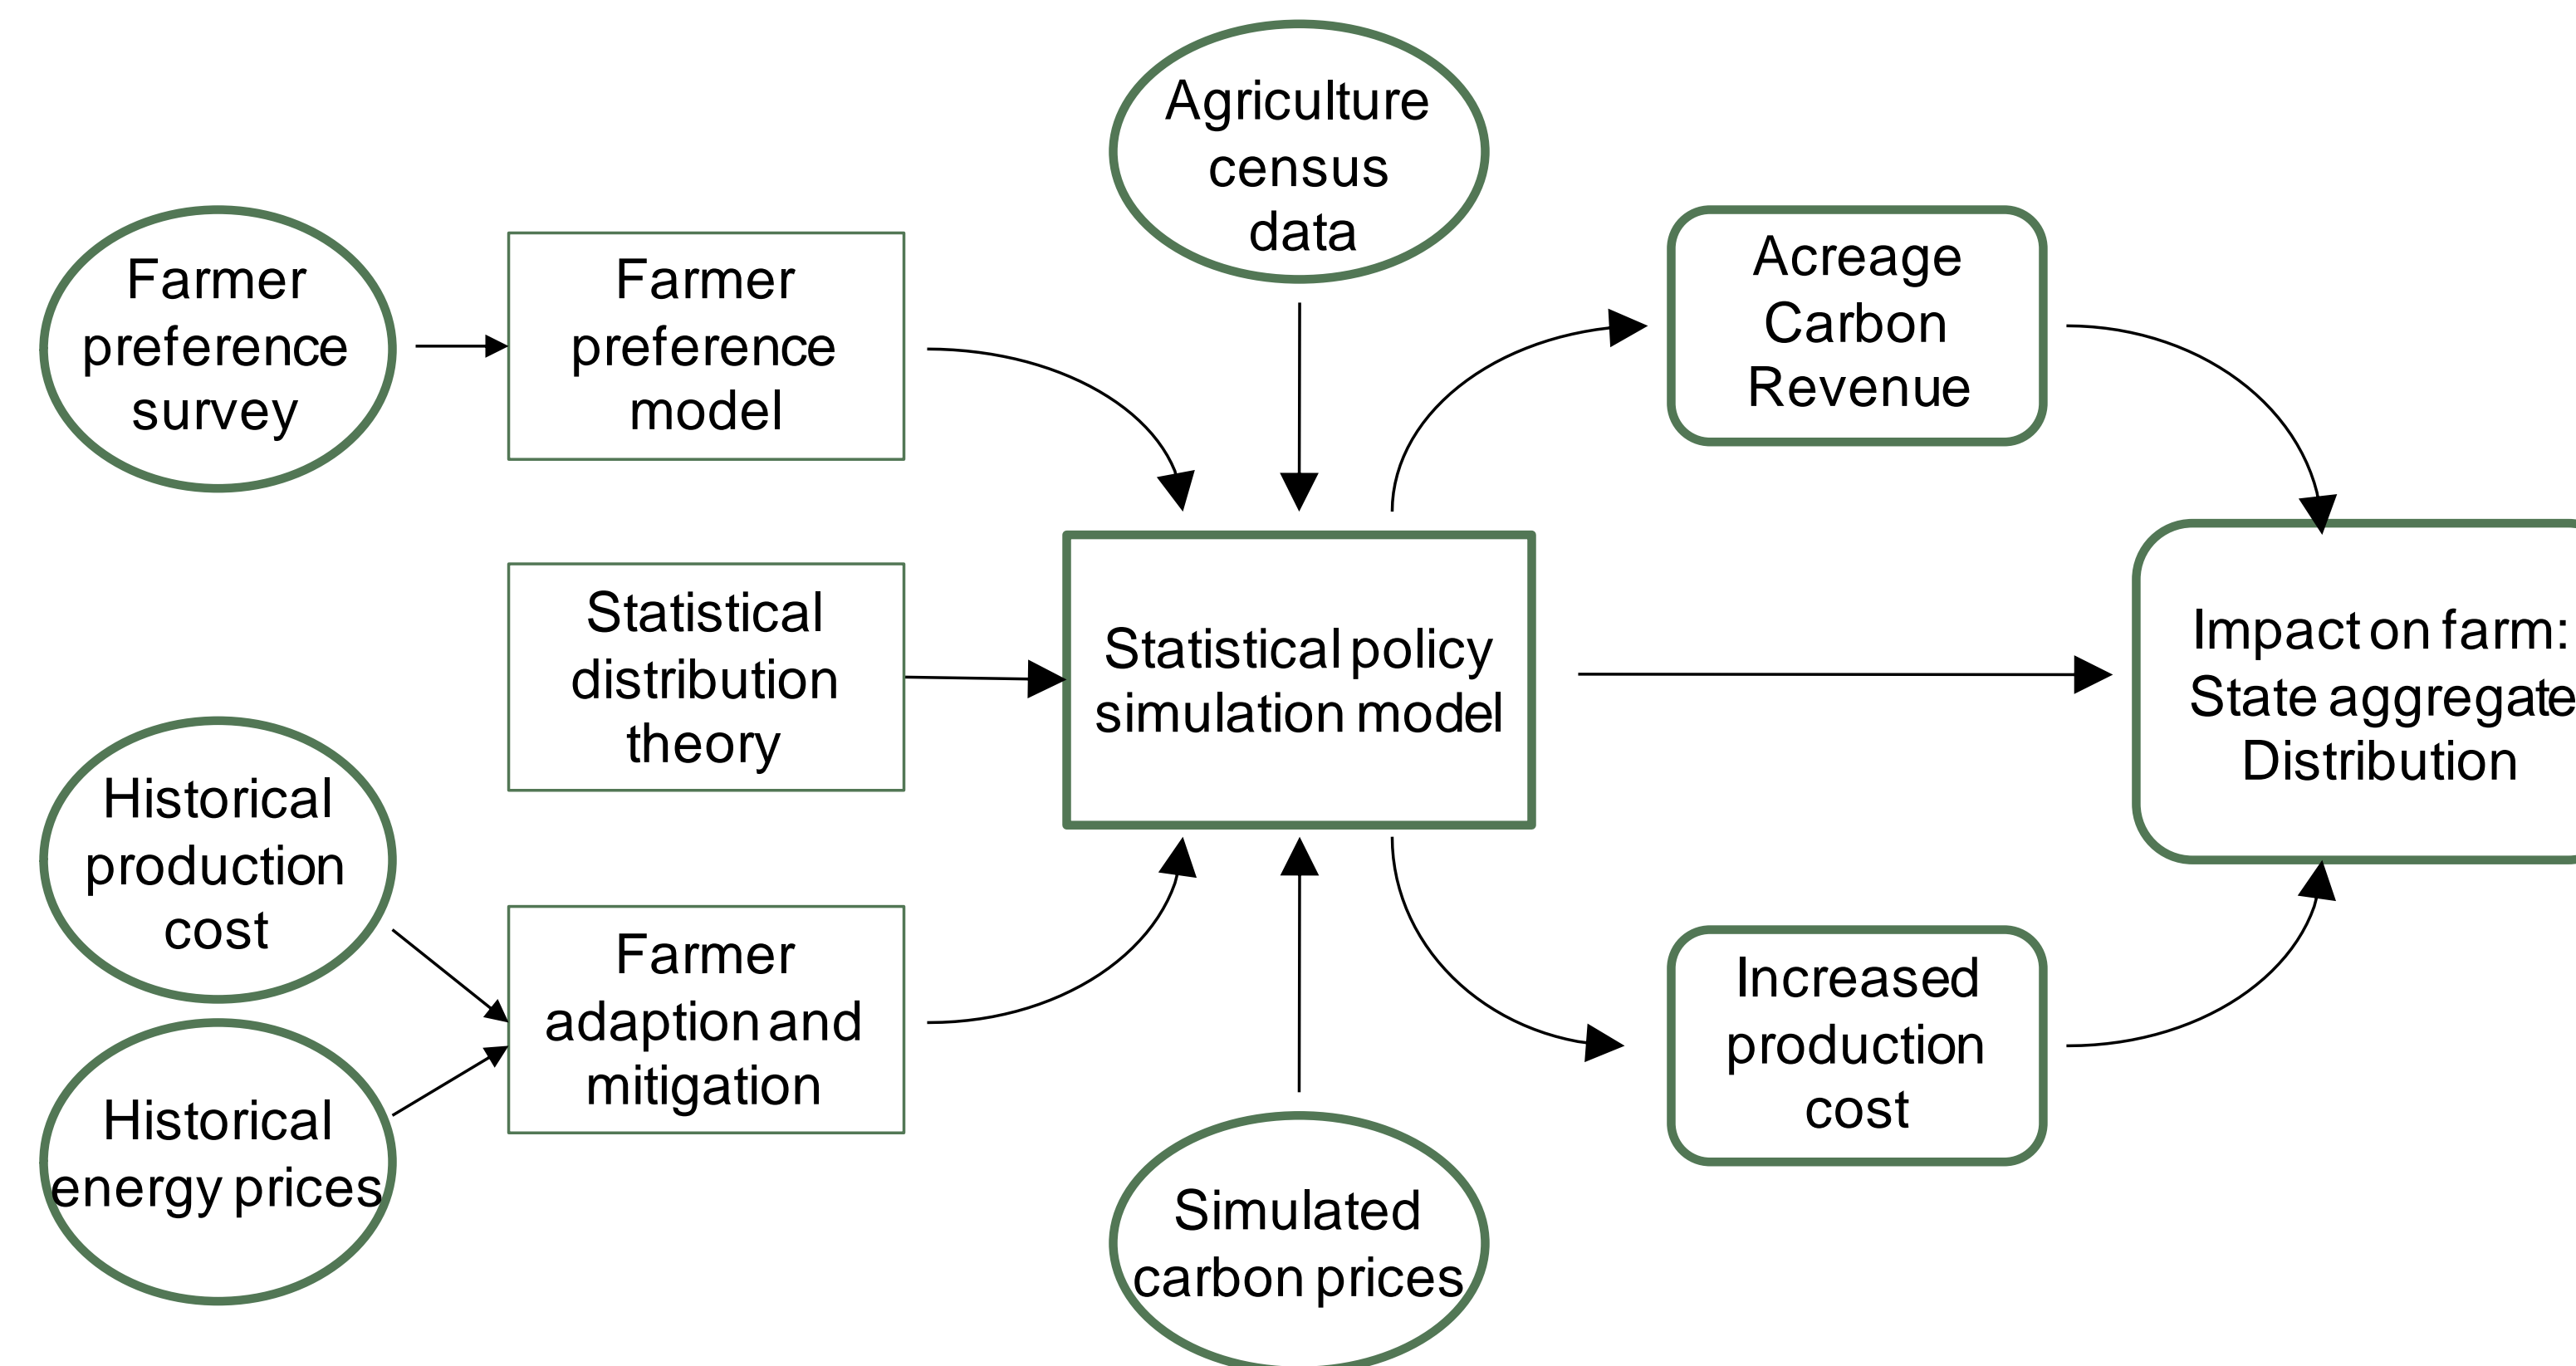 Agriculture
census
data
Farmer
preference
survey
Farmer
preference
model
Acreage
Carbon
Revenue
Statistical
distribution
theory
Statistical policy
simulation model
Impact on farm:
State aggregate
Distribution
Historical
production
cost
Farmer
adaption and
mitigation
Increased
production
cost
Historical
energy prices
Simulated
carbon prices